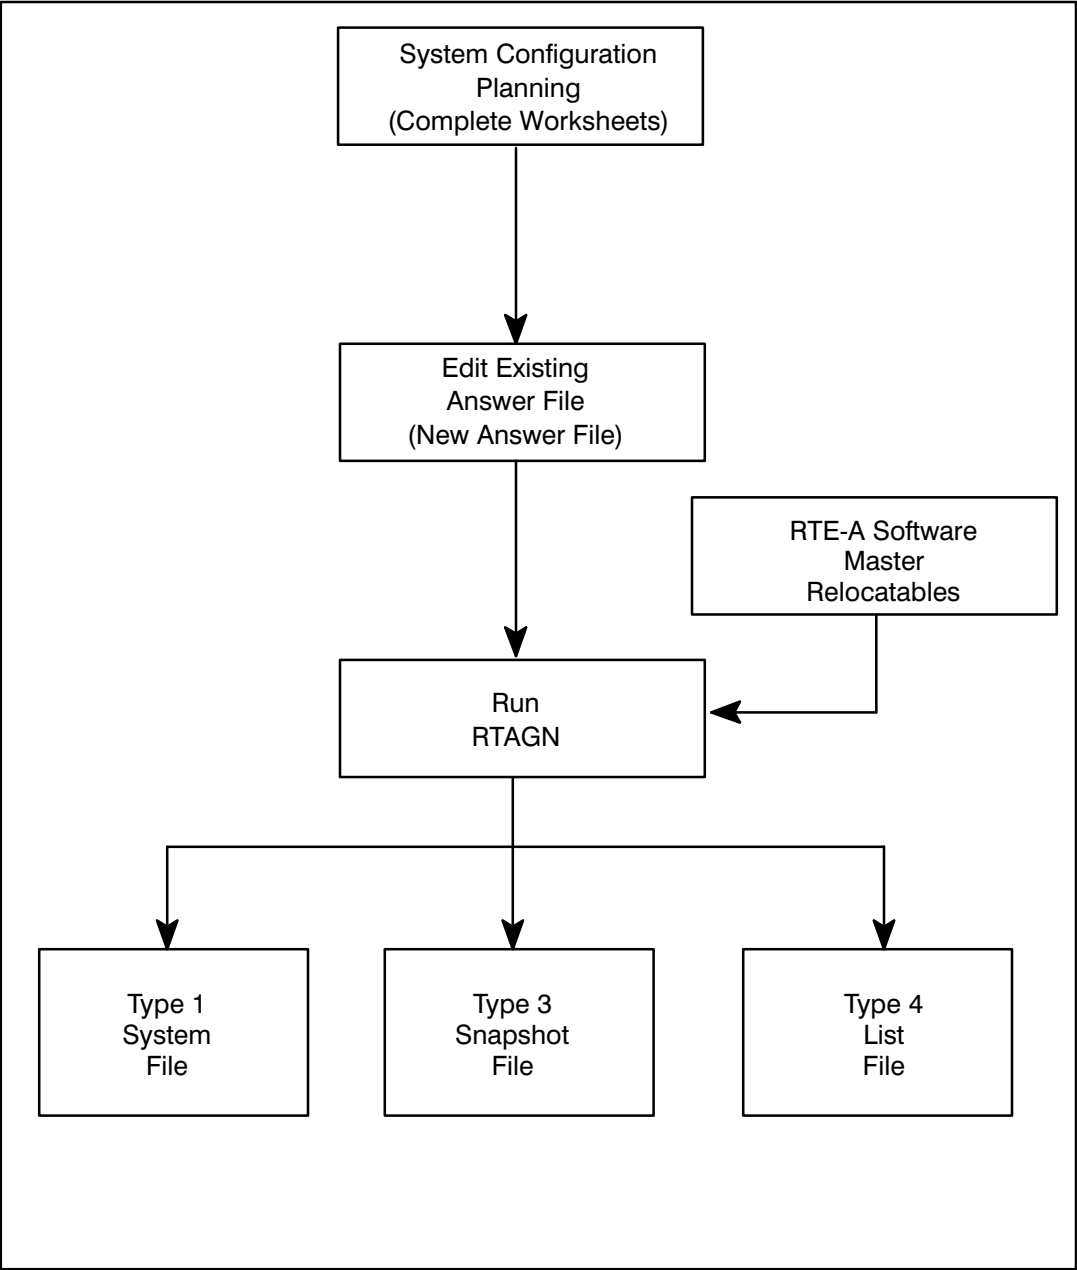 System Configuration
Planning
(Complete Worksheets)
Edit Existing
Answer File
(New Answer File)
RTE-A Software
Master
Relocatables
Run
RTAGN
Type 1
System
File
Type 3
Snapshot
File
Type 4
List
File